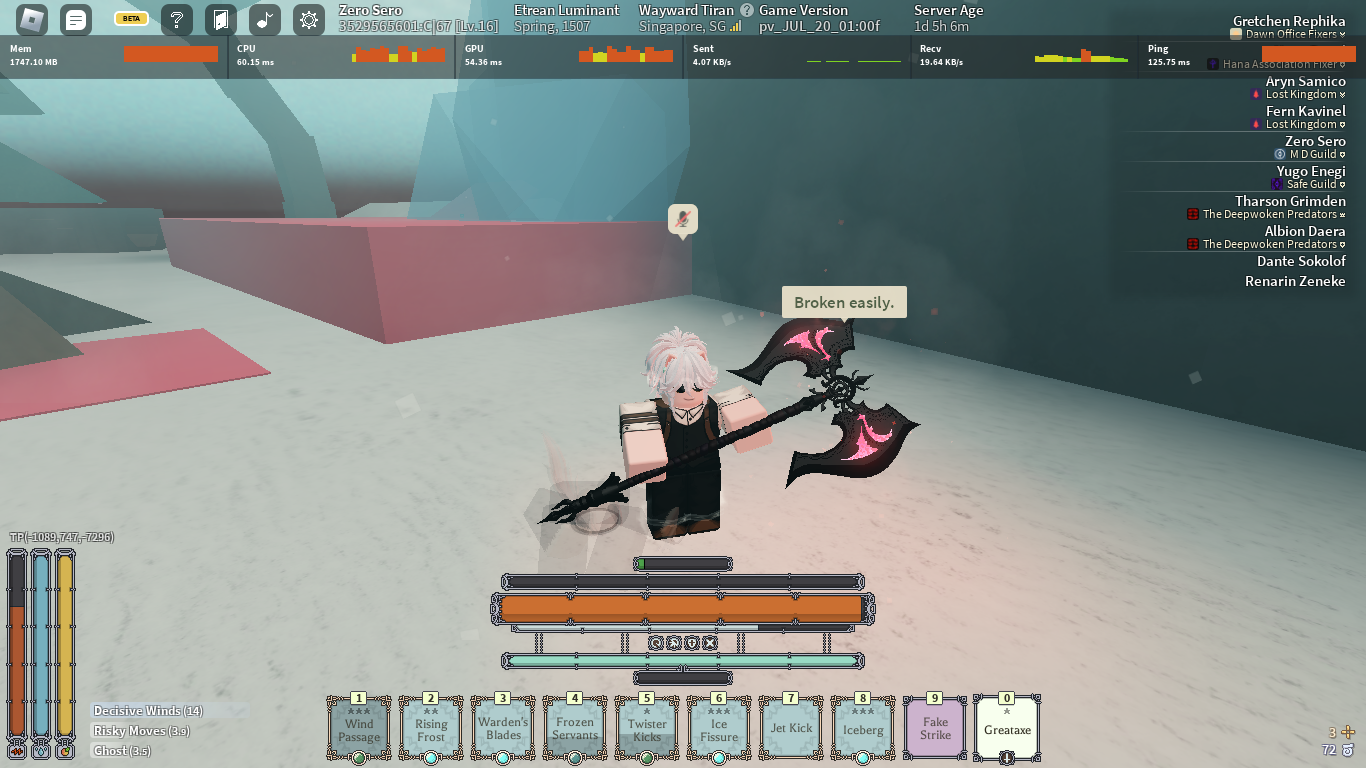 BETA
Zero Sero
3529565601:C|67 [Lv.16]
Etrean Luminant
Spring, 1507
Wayward Tiran ?
Singapore, SG
Game Version
pv_JUL_20_01:00f
Server Age
1d 5h 6m
Mem
1747.10 MB
CPU
60.15 ms
GPU
54.36 ms
Sent
4.07 KB/s
Recv
19.64 KB/s
Ping
125.75 ms
Gretchen Rephika
Dawn Office Fixers
Hana Association Fixer
Aryn Samico
Lost Kingdom
Fern Kavinel
Lost Kingdom
Zero Sero
M D Guild
Yugo Enegi
Safe Guild
Tharson Grimden
The Deepwoken Predators
Albion Daera
The Deepwoken Predators
Dante Sokolof
Renarin Zeneke
Broken easily.
TP(-1089,747,-7296)
Decisive Winds (14)
Risky Moves (3.9)
Ghost (3.5)
1
Wind
Passage
2
Rising
Frost
3
Warden's
Blades
4
Frozen
Servants
5
Twister
Kicks
6
Ice
Fissure
7
Jet Kick
8
Iceberg
9
Fake
Strike
0
Greataxe
3
72